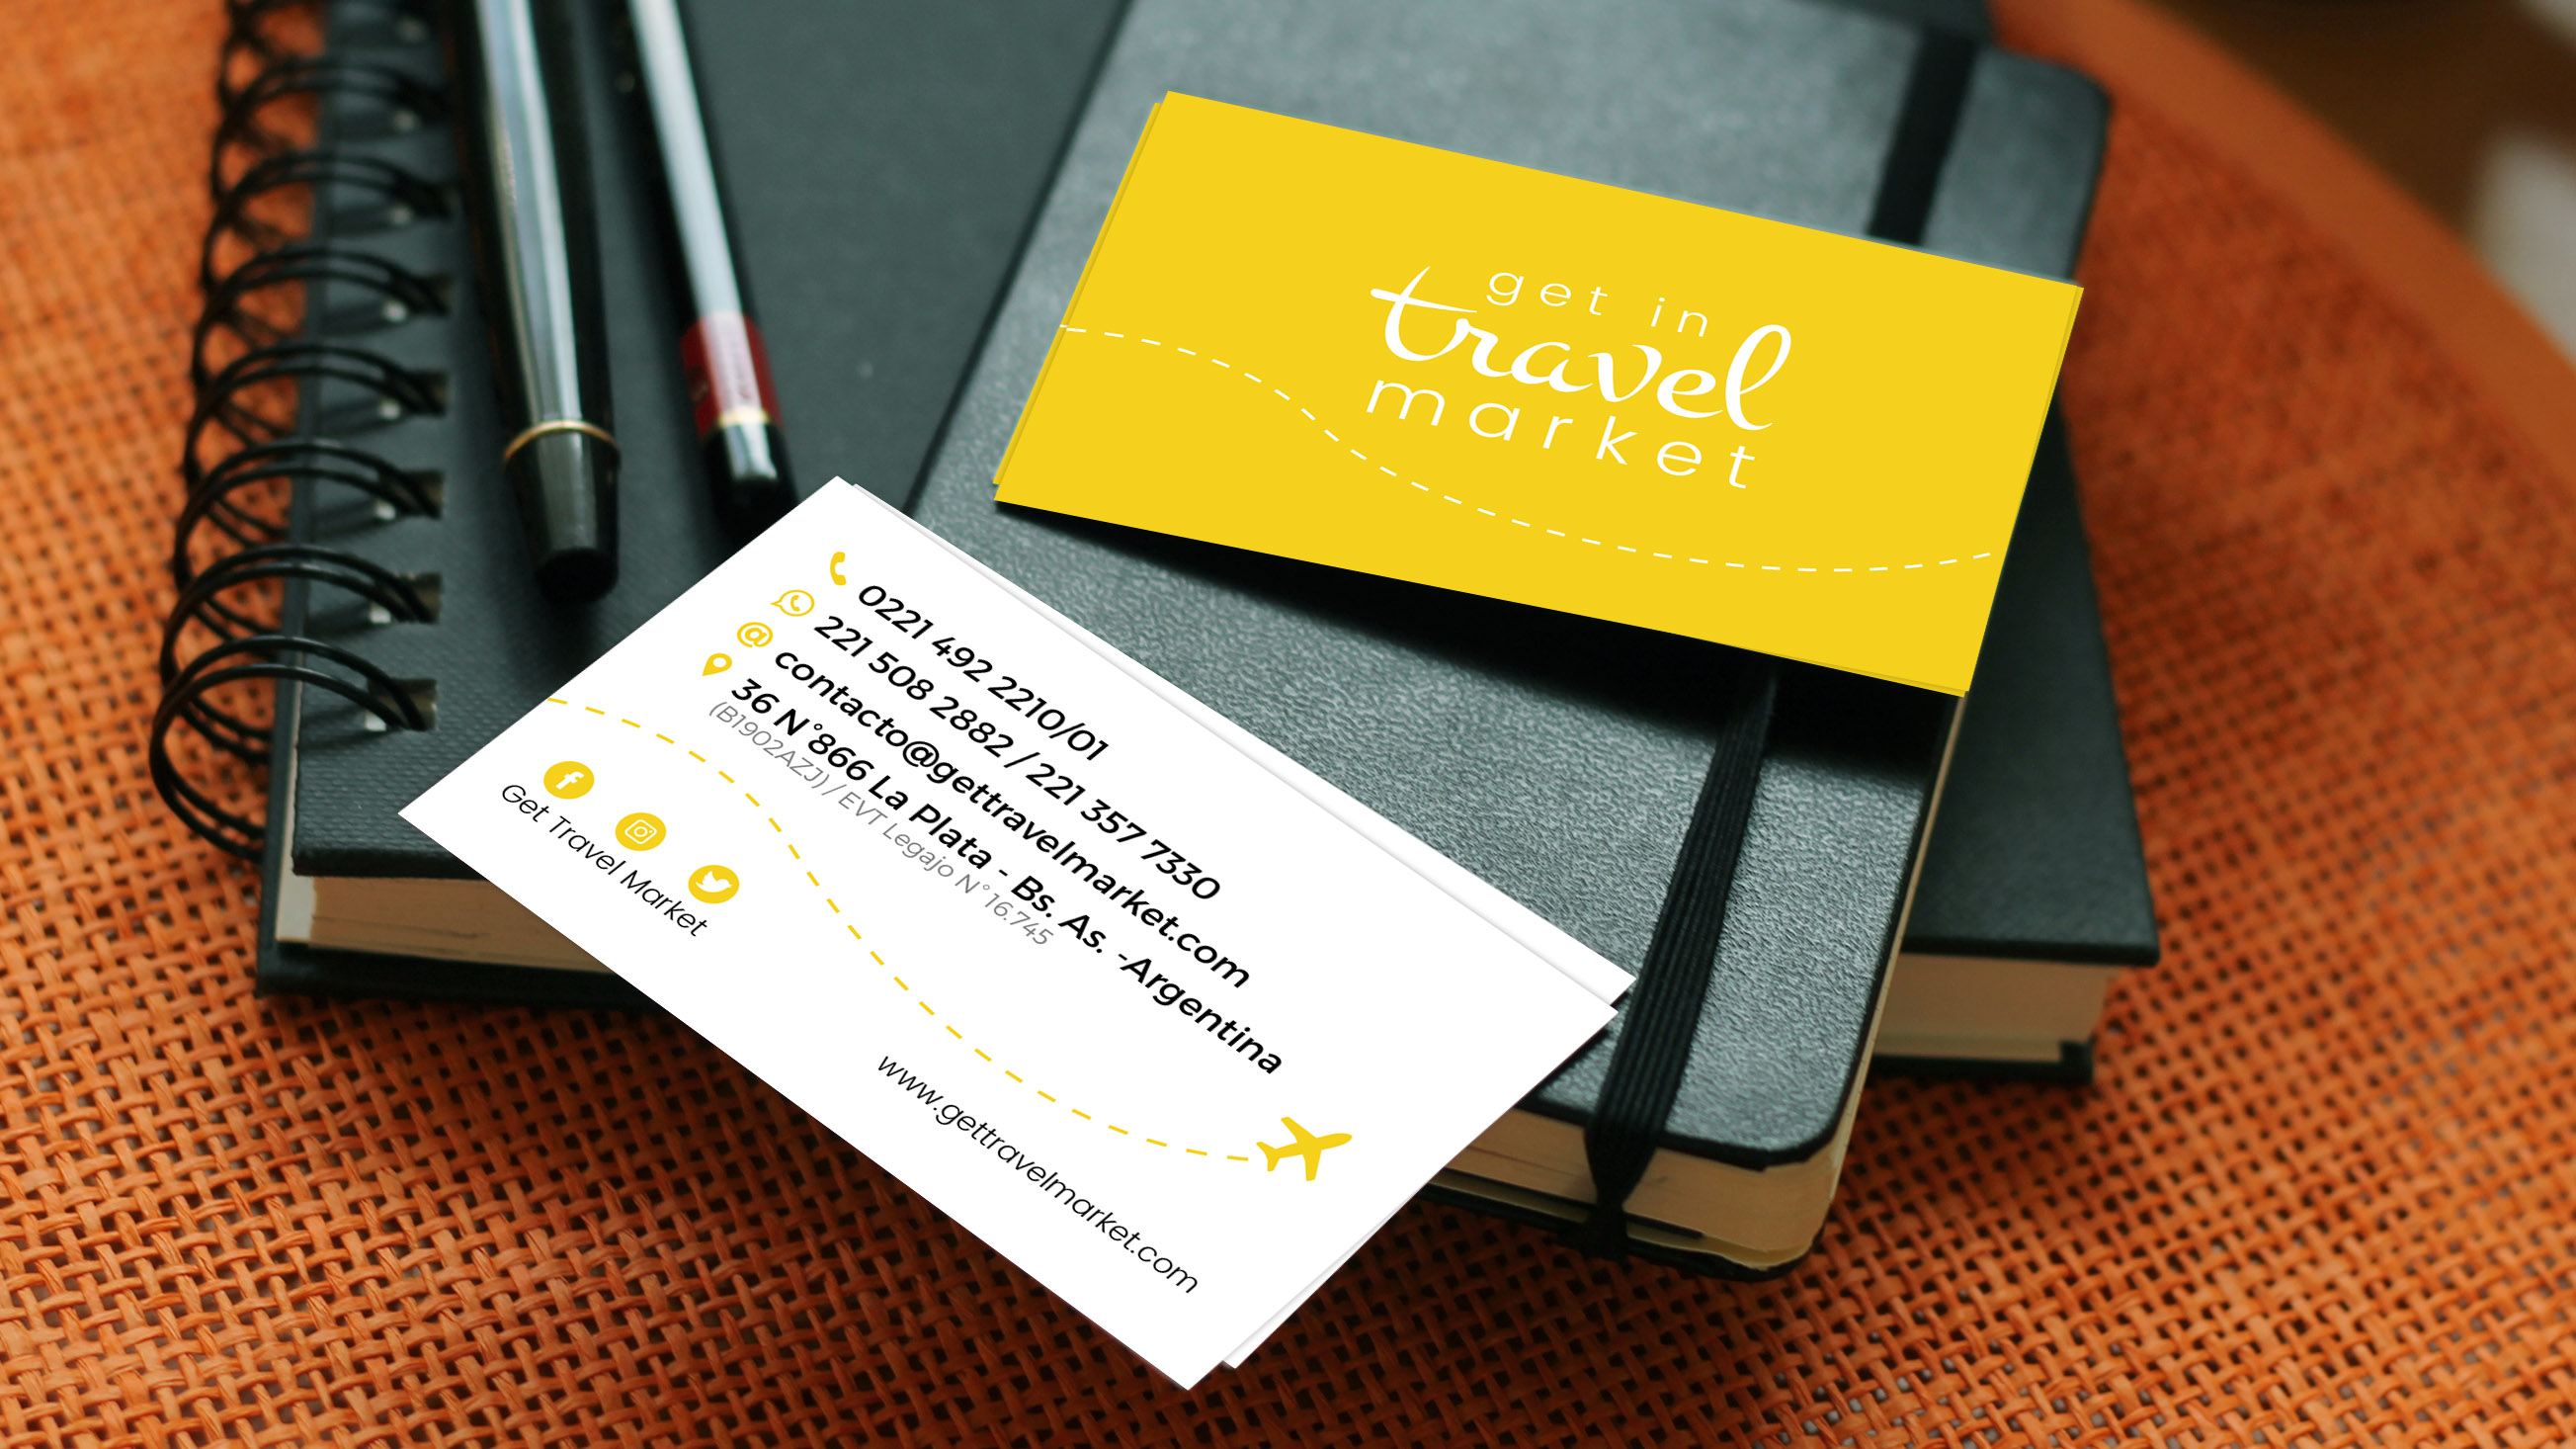 get in
travel
market
0221 492 2210/01
221 508 2882 / 221 357 7330
contacto@gettravelmarket.com
36 N°866 La Plata - Bs. As. -Argentina
(B1902AZJ) / EVT Legajo N°16.745
Get Travel Market
www.gettravelmarket.com